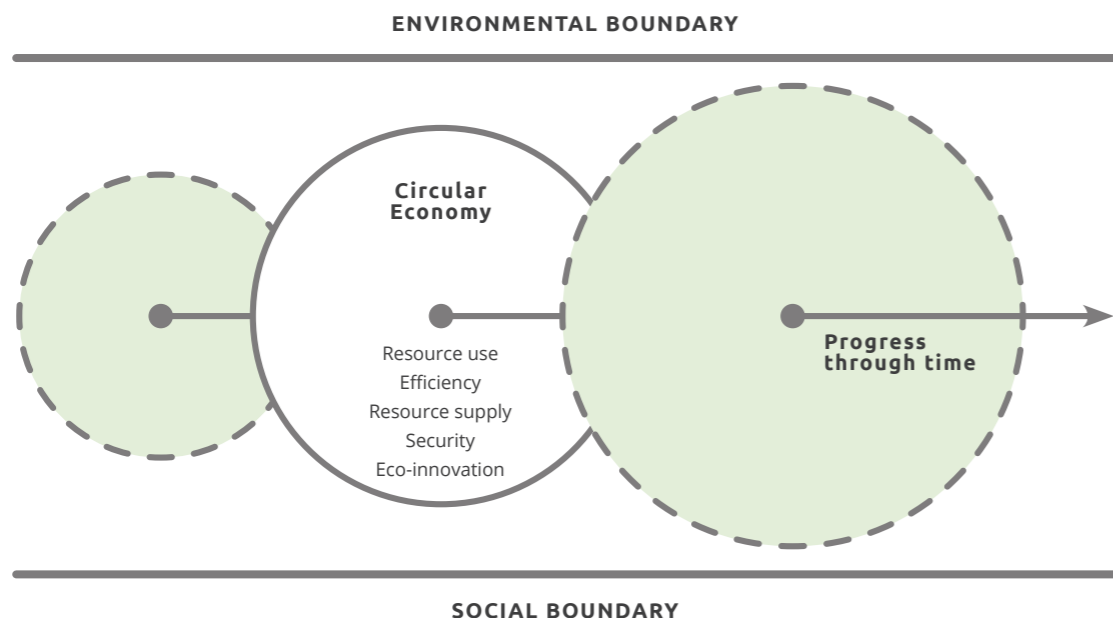 ENVIRONMENTAL BOUNDARY
Circular
Economy
Resource use
Efficiency
Resource supply
Security
Eco-innovation
Progress
through time
SOCIAL BOUNDARY